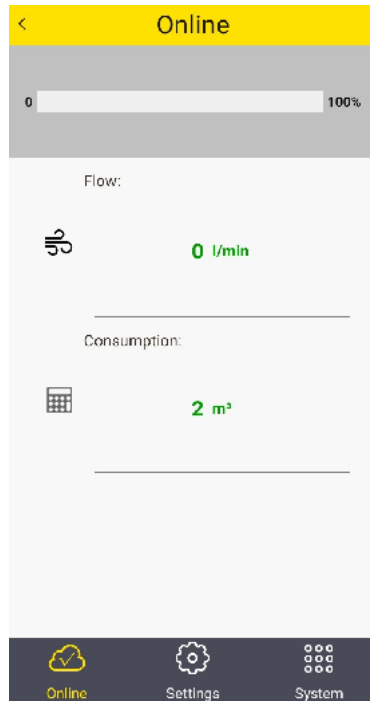 <
Online
0 100%
Flow:
0 l/min
Consumption:
2 m³
Online Settings System